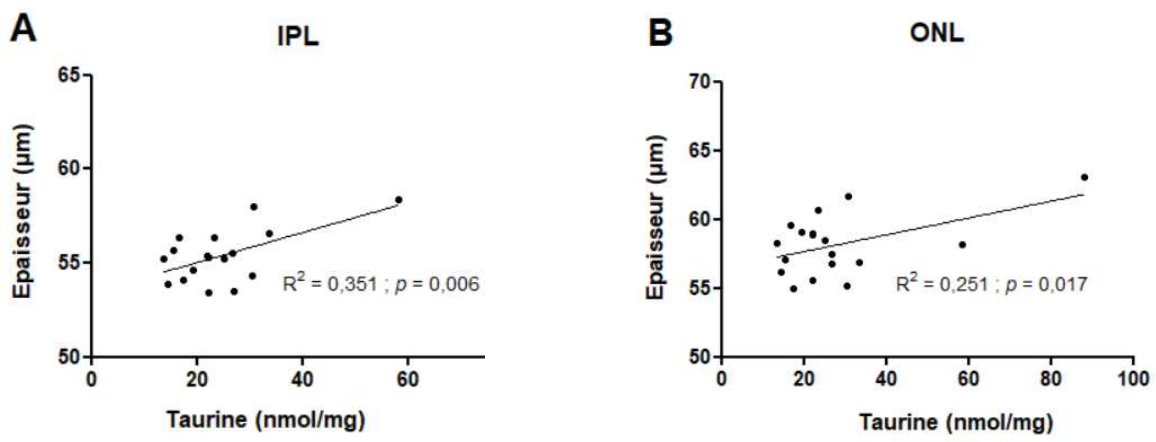 A
IPL
65
60
55
50
Epaisseur (μm)
R² = 0,351 ; p = 0,006
0
20
40
60
Taurine (nmol/mg)
B
ONL
70
65
60
55
50
Epaisseur (μm)
R² = 0,251 ; p = 0,017
0
20
40
60
80
100
Taurine (nmol/mg)